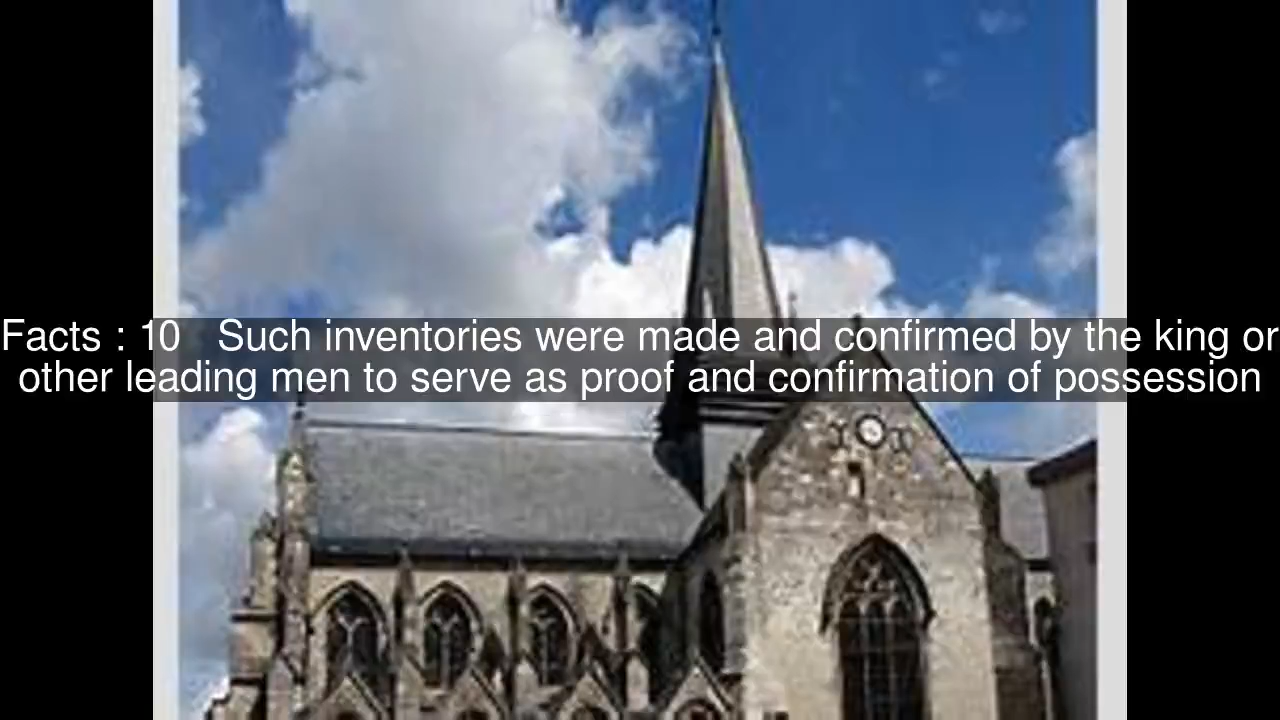 Facts : 10   Such inventories were made and confirmed by the king or
other leading men to serve as proof and confirmation of possession